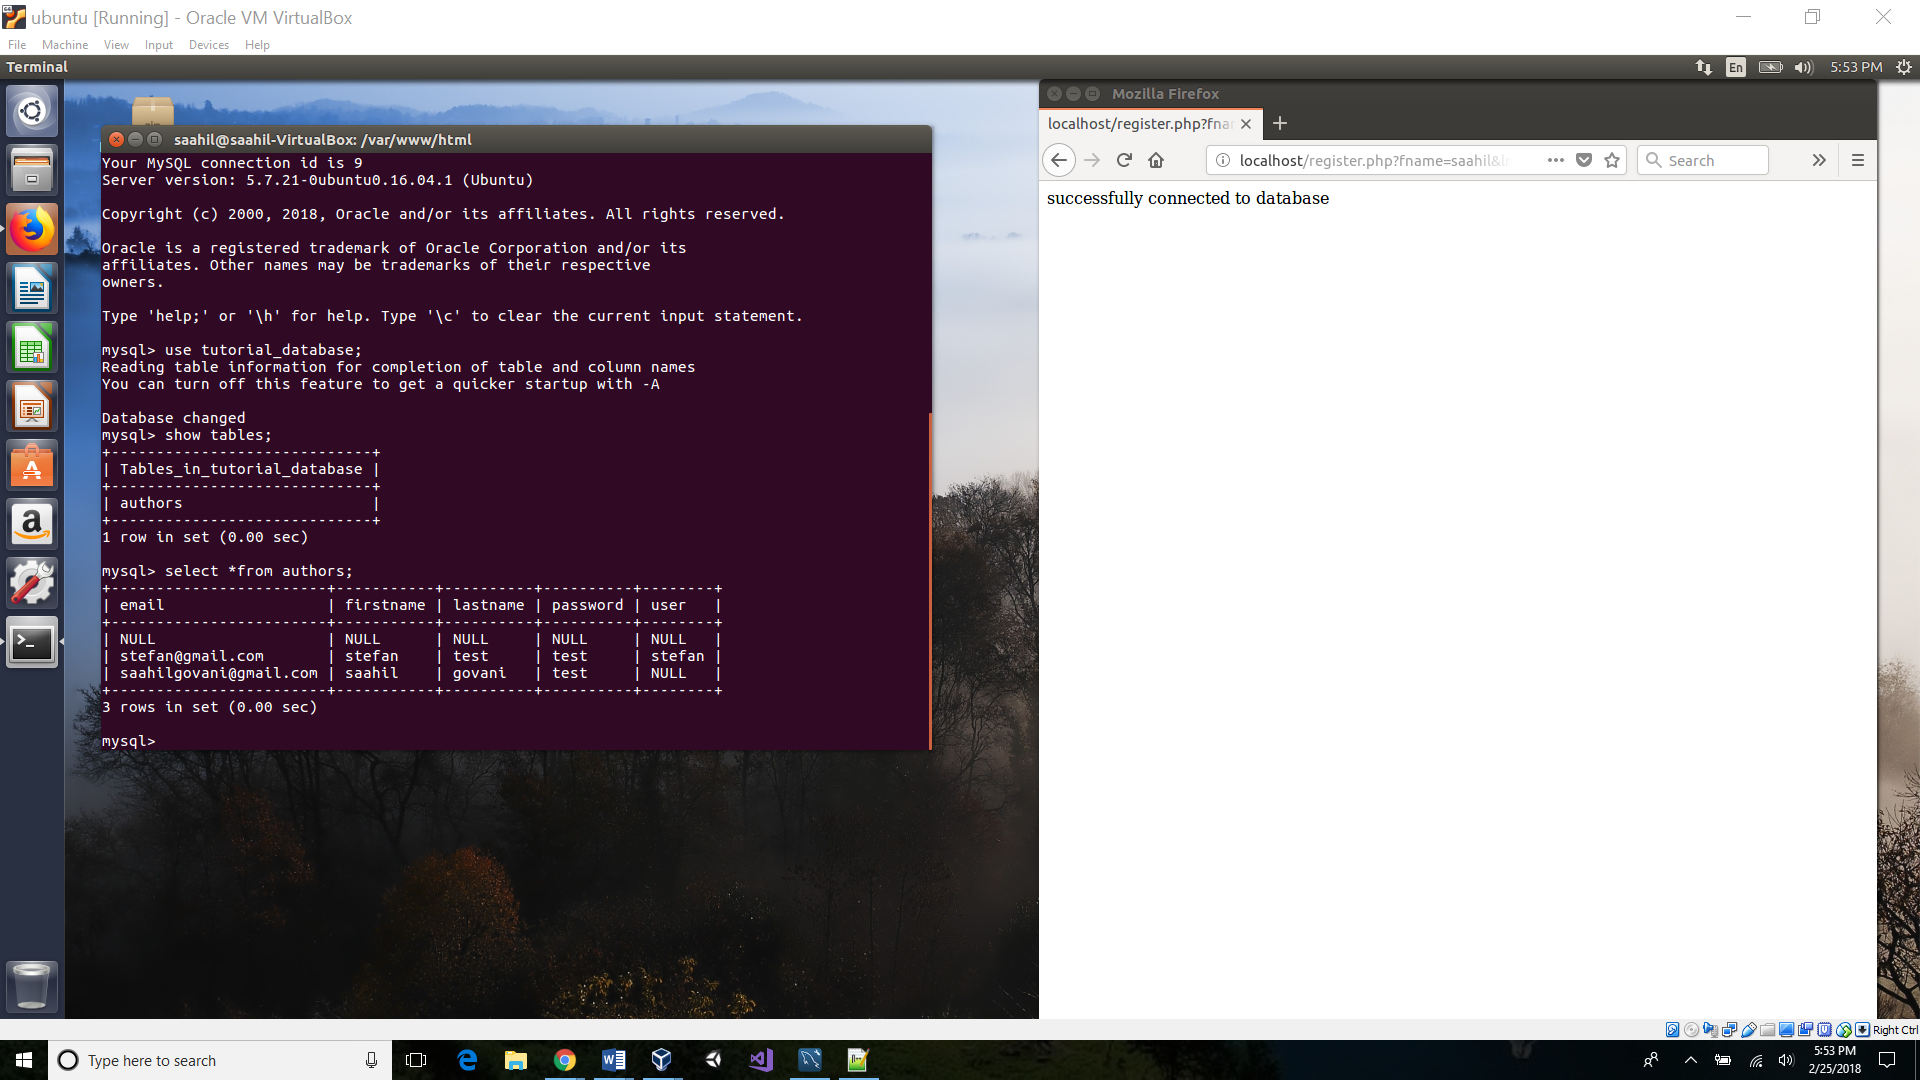 ubuntu [Running] - Oracle VM VirtualBox
File Machine View Input Devices Help
Terminal
En 5:53 PM
saahil@saahil-VirtualBox: /var/www/html
Your MySQL connection id is 9
Server version: 5.7.21-0ubuntu0.16.04.1 (Ubuntu)
Copyright (c) 2000, 2018, Oracle and/or its affiliates. All rights reserved.
Oracle is a registered trademark of Oracle Corporation and/or its
affiliates. Other names may be trademarks of their respective
owners.
Type 'help;' or '\h' for help. Type '\c' to clear the current input statement.
mysql> use tutorial_database;
Reading table information for completion of table and column names
You can turn off this feature to get a quicker startup with -A
Database changed
mysql> show tables;
+-----------------------------+
| Tables_in_tutorial_database |
+-----------------------------+
| authors                     |
+-----------------------------+
1 row in set (0.00 sec)
mysql> select *from authors;
+------------------------+-----------+----------+----------+--------+
| email                  | firstname | lastname | password | user   |
+------------------------+-----------+----------+----------+--------+
| NULL                   | NULL      | NULL     | NULL     | NULL   |
| stefan@gmail.com       | stefan    | test     | test     | stefan |
| saahilgovani@gmail.com | saahil    | govani   | test     | NULL   |
+------------------------+-----------+----------+----------+--------+
3 rows in set (0.00 sec)
mysql>
Mozilla Firefox
localhost/register.php?fna
localhost/register.php?fname=saahil&l
Search
successfully connected to database
Right Ctrl
Type here to search
5:53 PM
2/25/2018